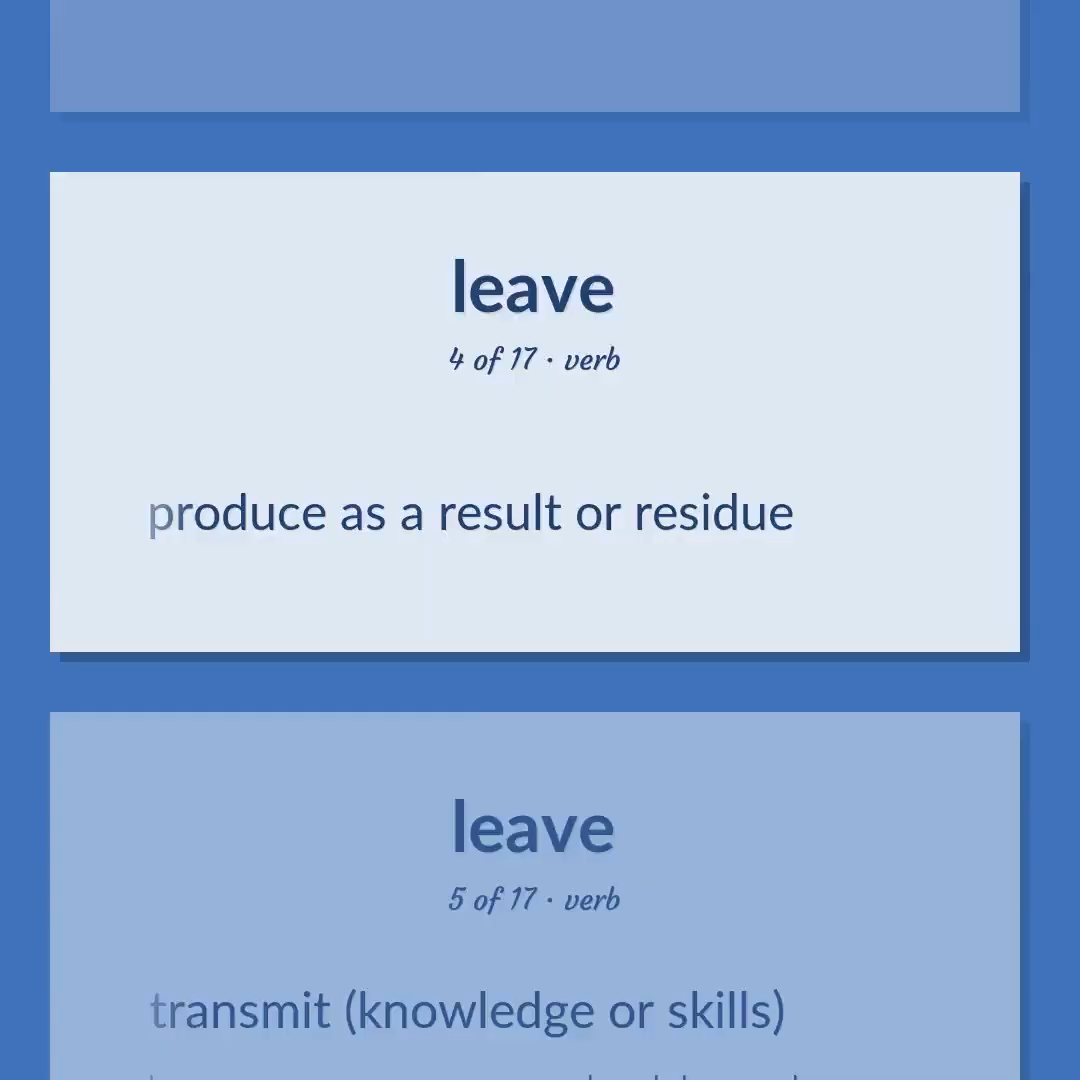 leave
4 of 17 · verb
produce as a result or residue
leave
5 of 17 · verb
transmit (knowledge or skills)